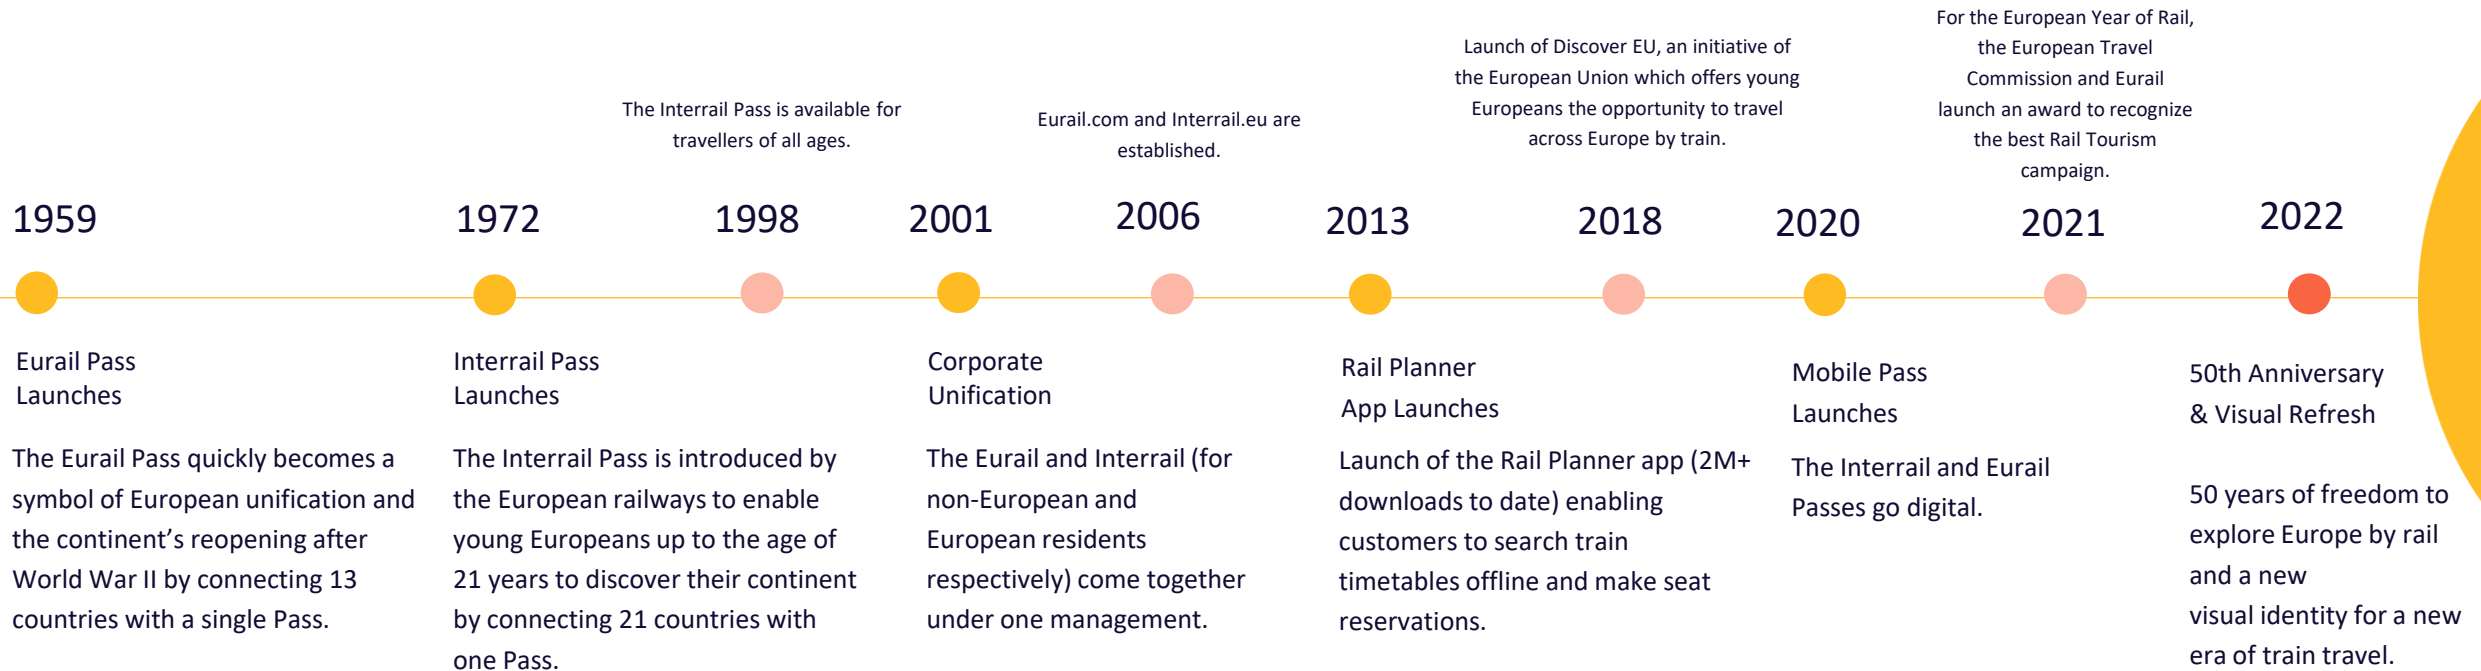 For the European Year of Rail,
the European Travel
Commission and Eurail
launch an award to recognize
the best Rail Tourism
campaign.
Launch of Discover EU, an initiative of
the European Union which offers young
Europeans the opportunity to travel
across Europe by train.
The Interrail Pass is available for
travellers of all ages.
Eurail.com and Interrail.eu are
established.
1959
1972
1998
2001
2006
2013
2018
2020
2021
2022
Eurail Pass
Launches
The Eurail Pass quickly becomes a
symbol of European unification and
the continent’s reopening after
World War II by connecting 13
countries with a single Pass.
Interrail Pass
Launches
The Interrail Pass is introduced by
the European railways to enable
young Europeans up to the age of
21 years to discover their continent
by connecting 21 countries with
one Pass.
Corporate
Unification
The Eurail and Interrail (for
non-European and
European residents
respectively) come together
under one management.
Rail Planner
App Launches
Launch of the Rail Planner app (2M+
downloads to date) enabling
customers to search train
timetables offline and make seat
reservations.
Mobile Pass
Launches
The Interrail and Eurail
Passes go digital.
50th Anniversary
& Visual Refresh
50 years of freedom to
explore Europe by rail
and a new
visual identity for a new
era of train travel.